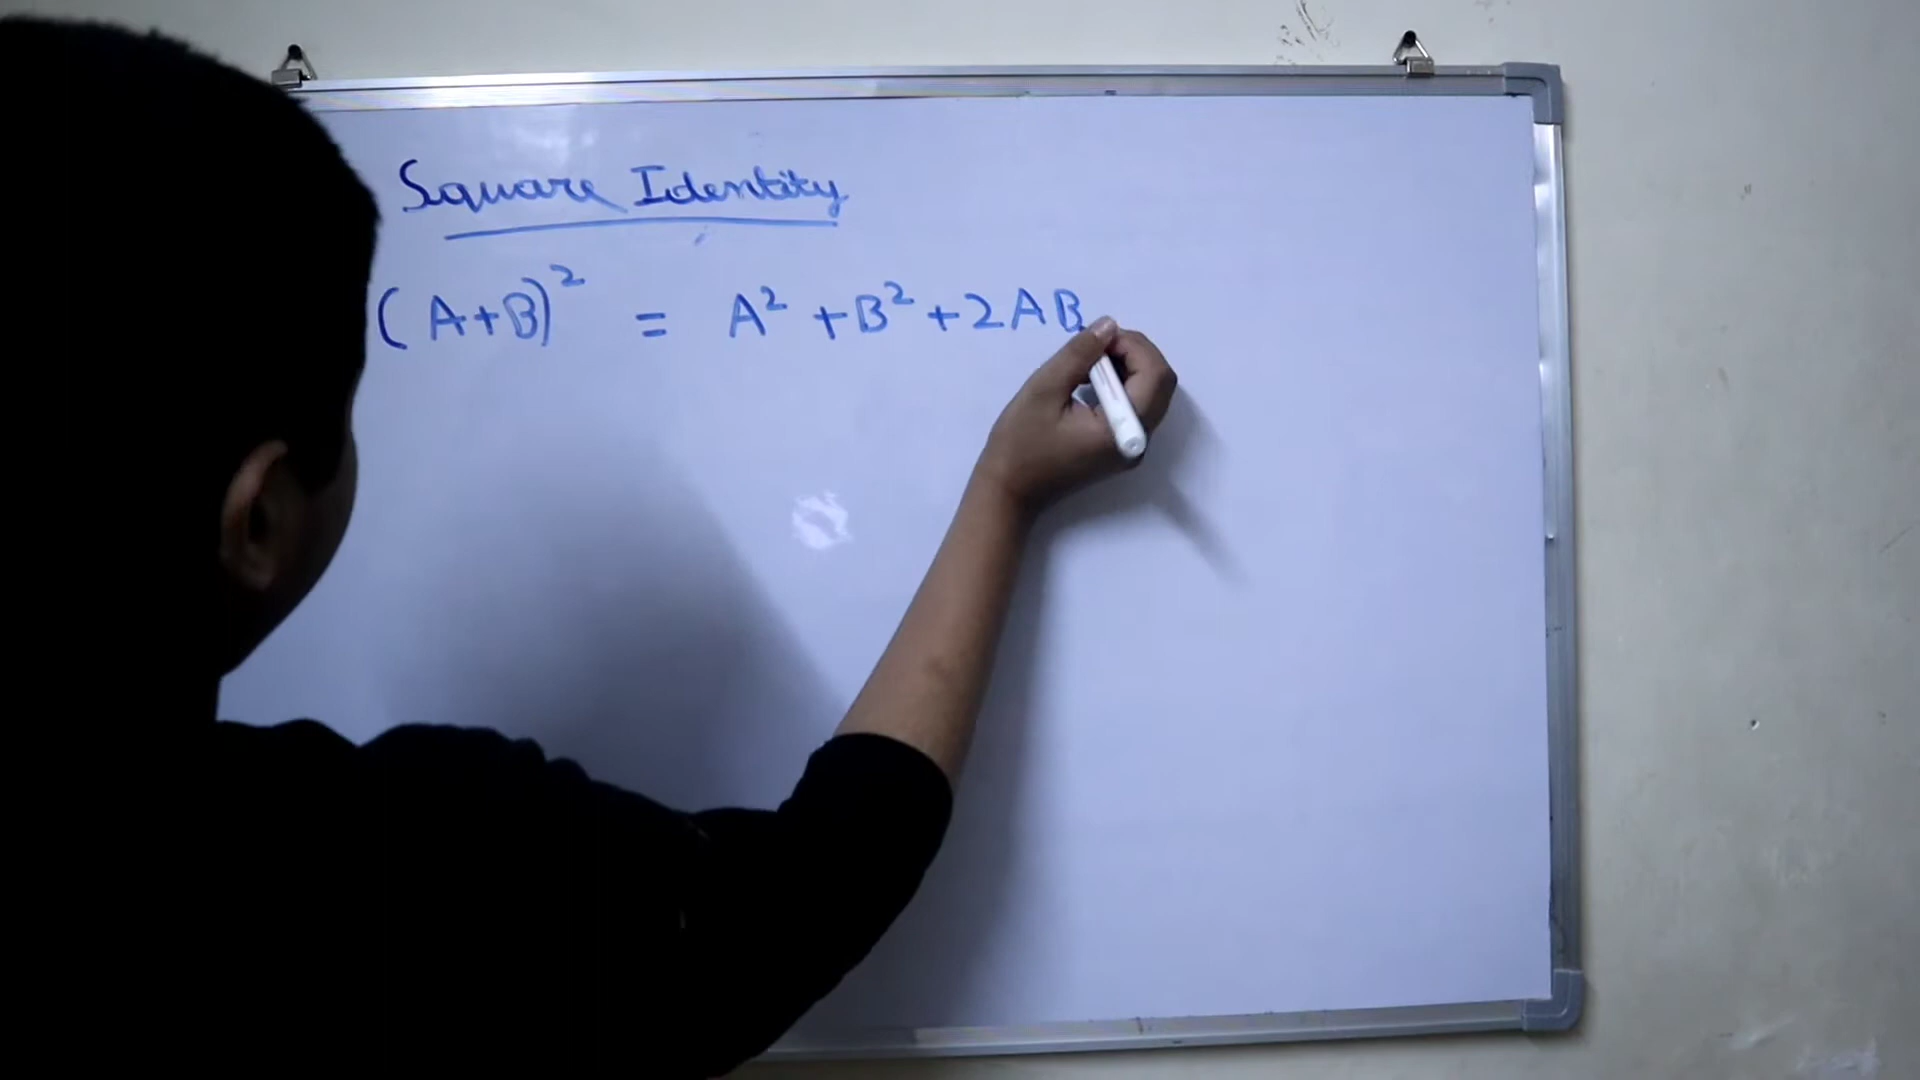 Square Identity
(A+B)² = A² +B² +2AB